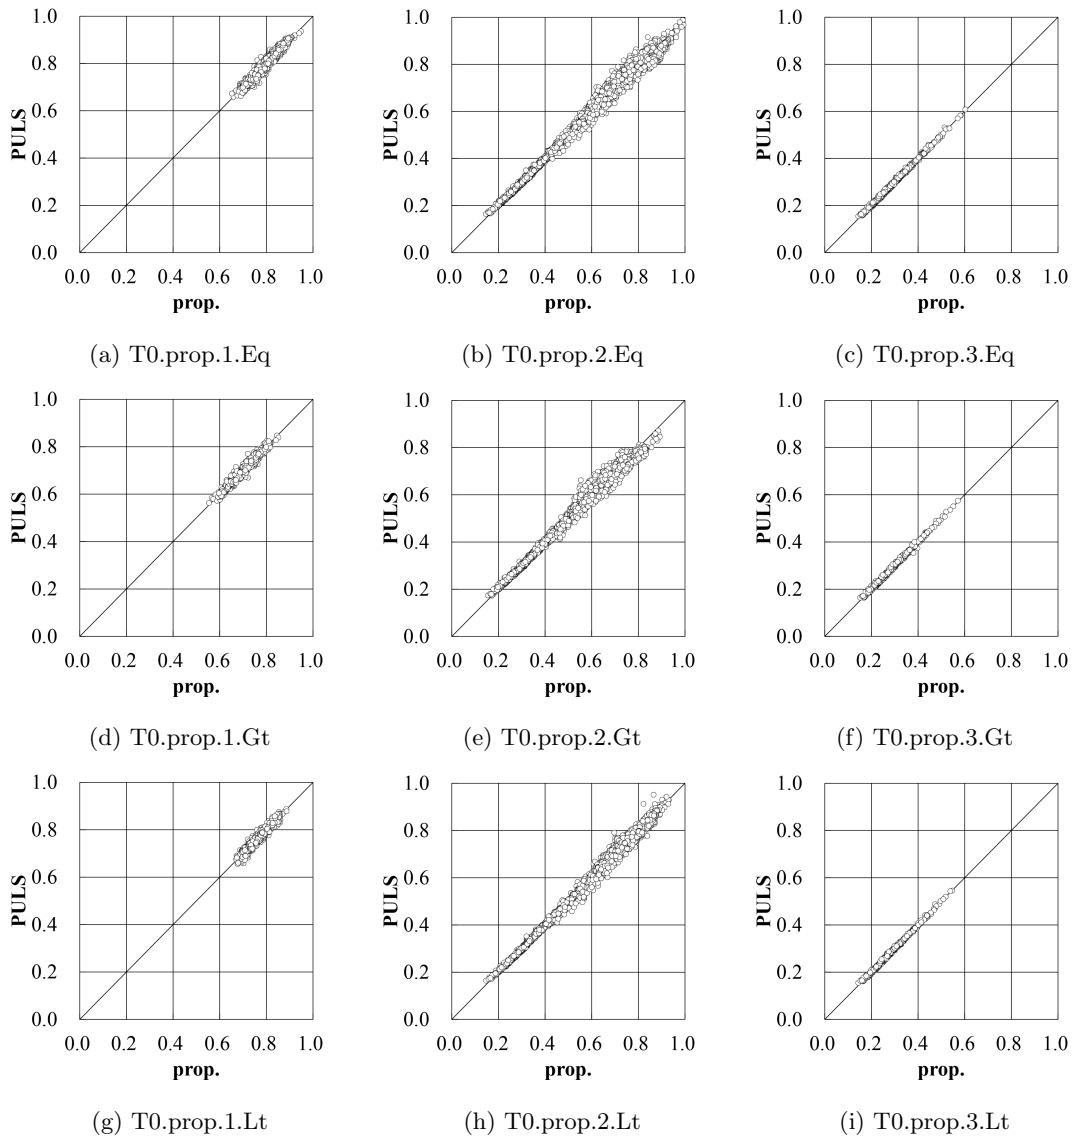 1.0 1.0 1.0
0.8 0.8 0.8
0.6 0.6 0.6
PULS PULS PULS
0.4 0.4 0.4
0.2 0.2 0.2
0.0 0.0 0.0
0.0 0.2 0.4 0.6 0.8 1.0 0.0 0.2 0.4 0.6 0.8 1.0 0.0 0.2 0.4 0.6 0.8 1.0
prop. prop. prop.
(a) T0.prop.1.Eq (b) T0.prop.2.Eq (c) T0.prop.3.Eq
1.0 1.0 1.0
0.8 0.8 0.8
0.6 0.6 0.6
PULS PULS PULS
0.4 0.4 0.4
0.2 0.2 0.2
0.0 0.0 0.0
0.0 0.2 0.4 0.6 0.8 1.0 0.0 0.2 0.4 0.6 0.8 1.0 0.0 0.2 0.4 0.6 0.8 1.0
prop. prop. prop.
(d) T0.prop.1.Gt (e) T0.prop.2.Gt (f) T0.prop.3.Gt
1.0 1.0 1.0
0.8 0.8 0.8
0.6 0.6 0.6
PULS PULS PULS
0.4 0.4 0.4
0.2 0.2 0.2
0.0 0.0 0.0
0.0 0.2 0.4 0.6 0.8 1.0 0.0 0.2 0.4 0.6 0.8 1.0 0.0 0.2 0.4 0.6 0.8 1.0
prop. prop. prop.
(g) T0.prop.1.Lt (h) T0.prop.2.Lt (i) T0.prop.3.Lt